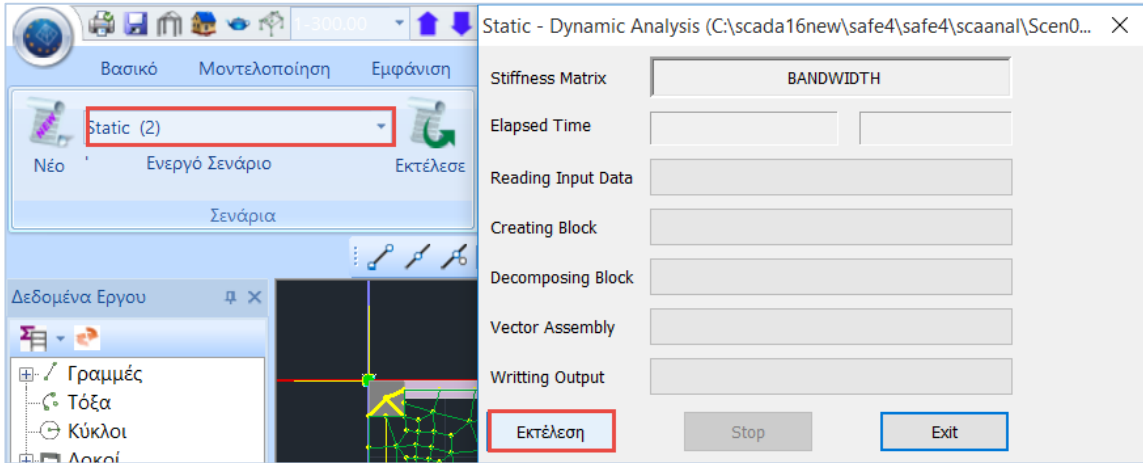 1-300.00
Βασικό Μοντελοποίηση Εμφάνιση
NEW
Static (2)
Νέο ' Ενεργό Σενάριο Εκτέλεσε
Σενάρια
Δεδομένα Εργου
Γραμμές
Τόξα
Κύκλοι
Δοκοί
Static - Dynamic Analysis (C:\scada16new\safe4\safe4\scaanal\Scen0...
Stiffness Matrix BANDWIDTH
Elapsed Time
Reading Input Data
Creating Block
Decomposing Block
Vector Assembly
Writting Output
Εκτέλεση Stop Exit